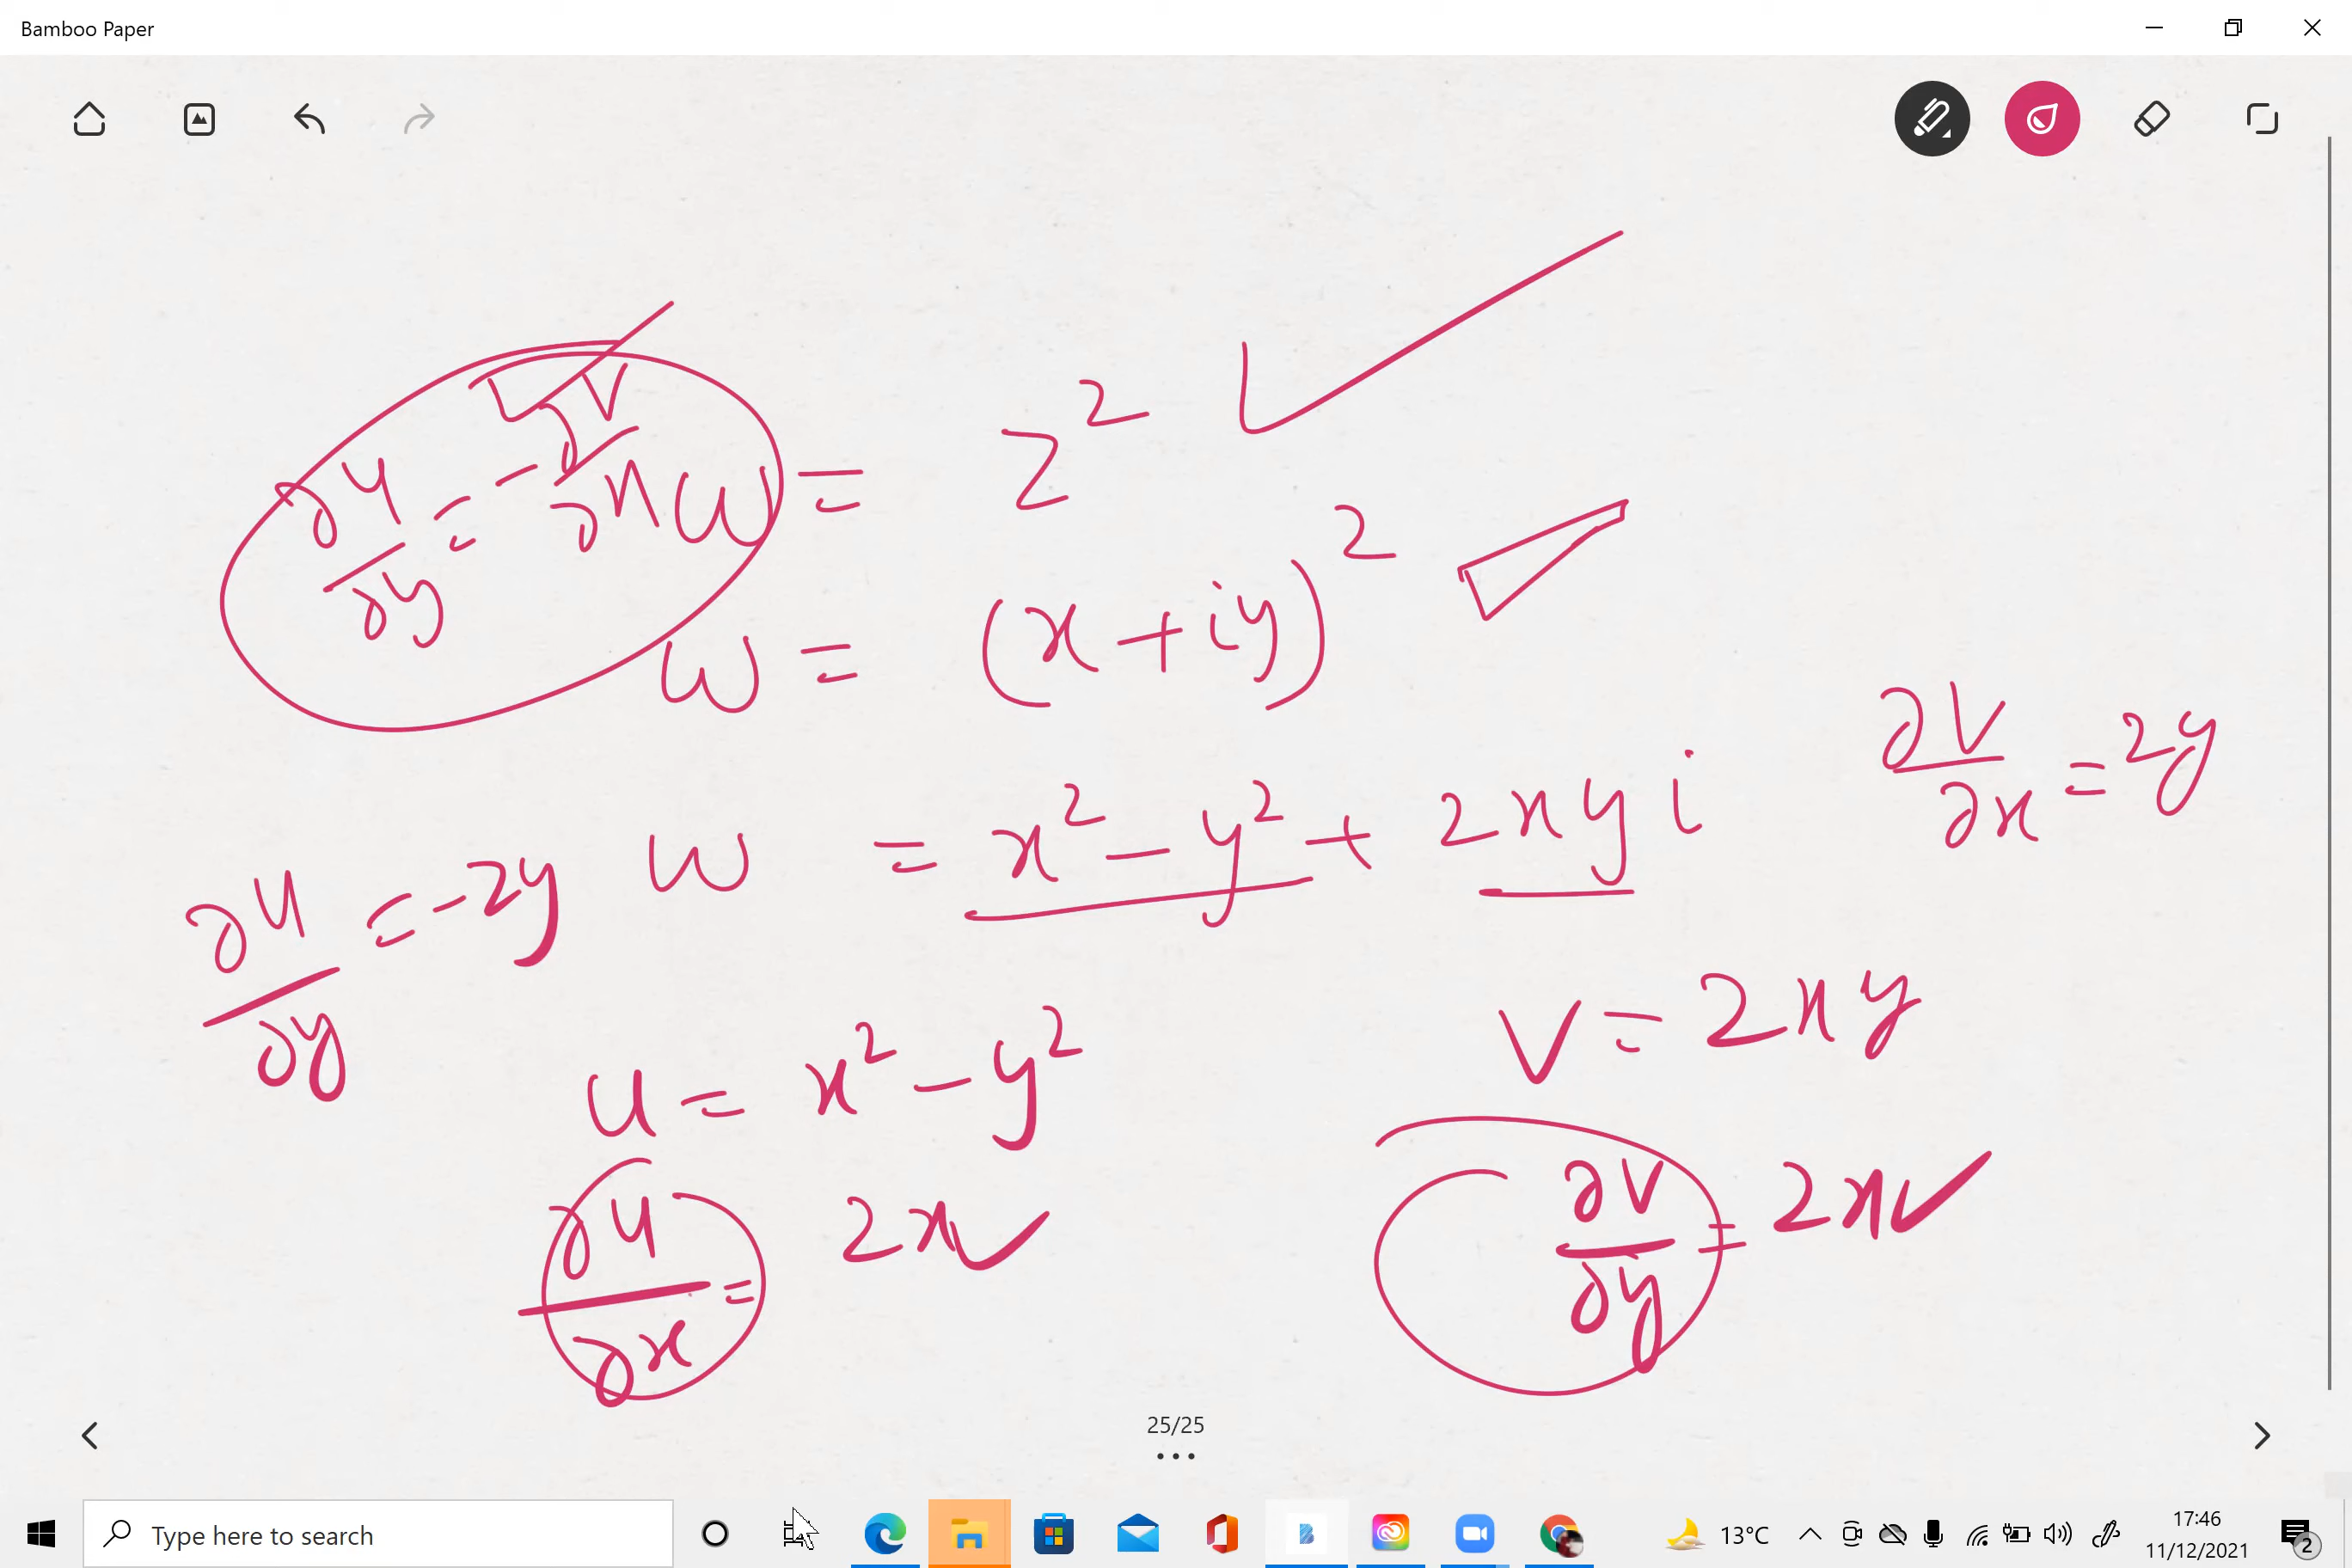 Bamboo Paper
∂u/∂y = -∂v/∂x
w = z²
w = (x + iy)²
w = x² - y² + 2xyi
∂v/∂x = 2y
∂u/∂y = -2y
u = x² - y²
v = 2xy
∂u/∂x = 2x
∂v/∂y = 2x
25/25
Type here to search
13°C
17:46
11/12/2021
2